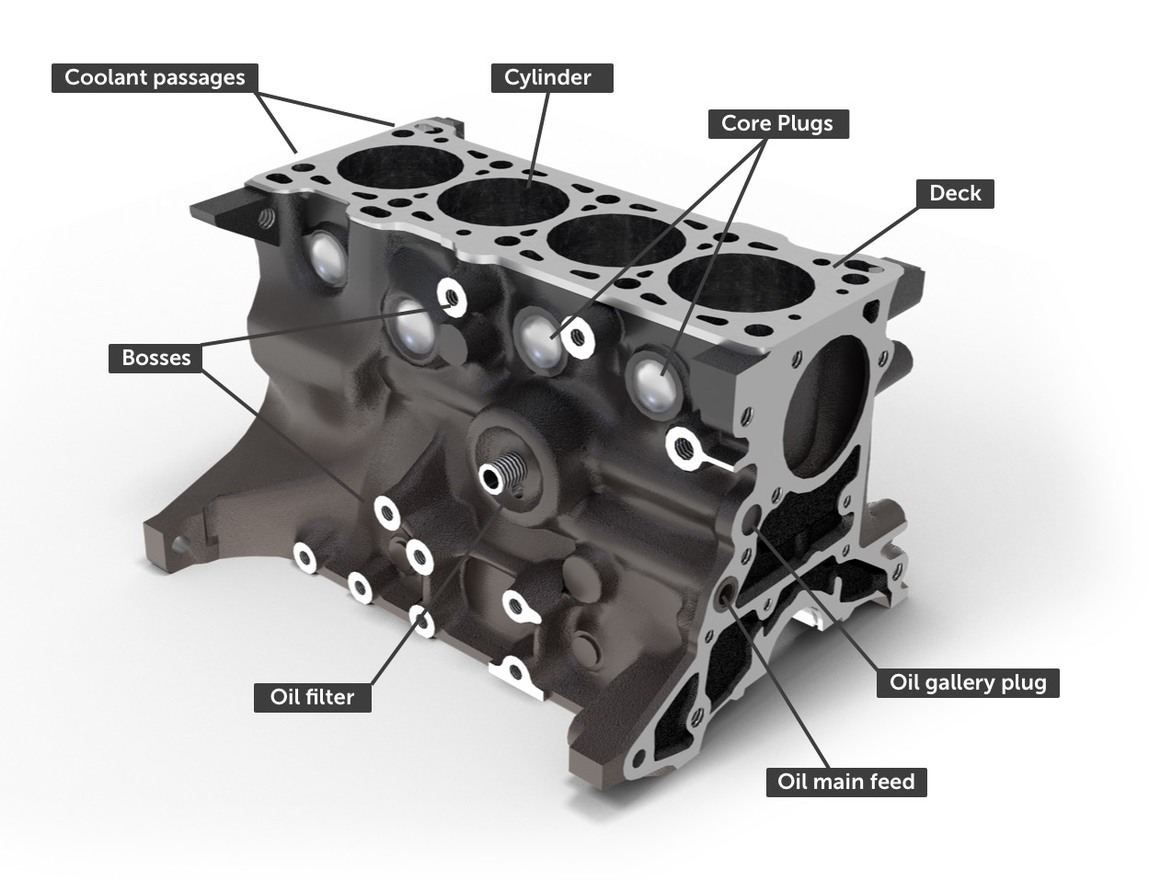 Coolant passages
Cylinder
Core Plugs
Deck
Bosses
Oil filter
Oil gallery plug
Oil main feed